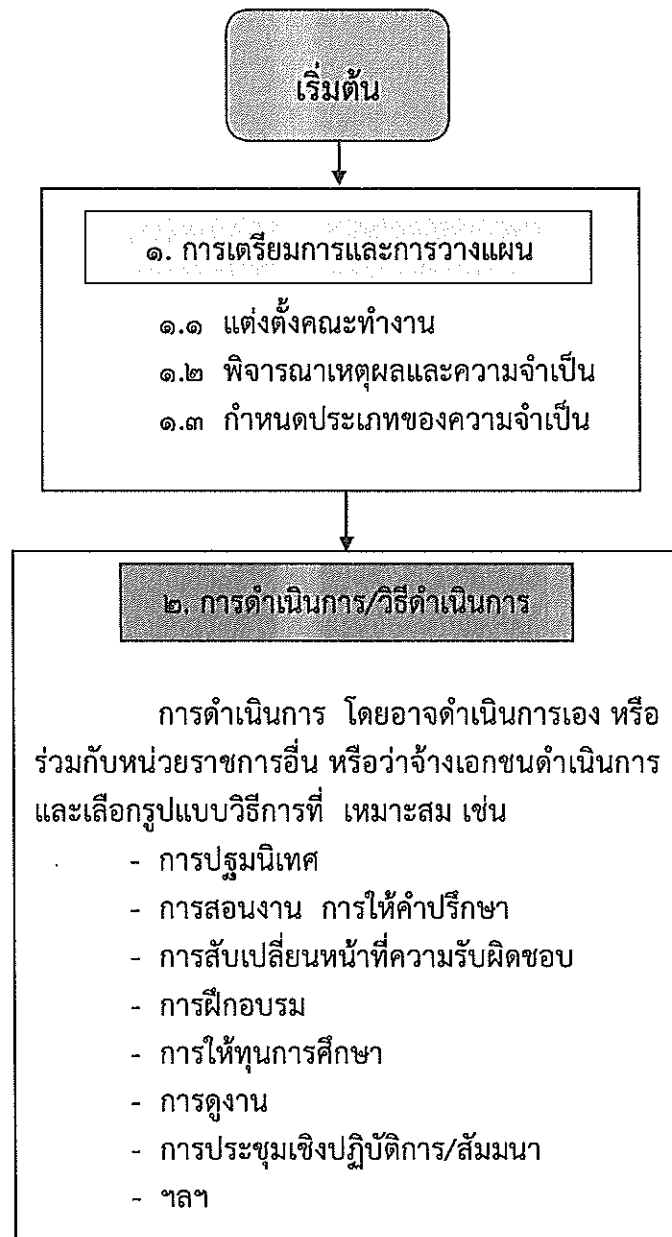 เริ่มต้น
๑. การเตรียมการและการวางแผน
๑.๑ แต่งตั้งคณะทำงาน
๑.๒ พิจารณาเหตุผลและความจำเป็น
๑.๓ กำหนดประเภทของความจำเป็น
๒. การดำเนินการ/วิธีดำเนินการ
การดำเนินการ โดยอาจดำเนินการเอง หรือ
ร่วมกับหน่วยราชการอื่น หรือว่าจ้างเอกชนดำเนินการ
และเลือกรูปแบบวิธีการที่ เหมาะสม เช่น
- การปฐมนิเทศ
- การสอนงาน การให้คำปรึกษา
- การสับเปลี่ยนหน้าที่ความรับผิดชอบ
- การฝึกอบรม
- การให้ทุนการศึกษา
- การดูงาน
- การประชุมเชิงปฏิบัติการ/สัมมนา
- ฯลฯ